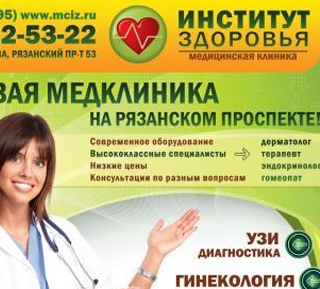 95) www.mciz.ru
2-53-22
ВА, РЯЗАНСКИЙ ПР-Т 53
ИНСТИТУТ
ЗДОРОВЬЯ
МЕДИЦИНСКАЯ КЛИНИКА
ВАЯ МЕДКЛИНИКА
НА РЯЗАНСКОМ ПРОСПЕКТЕ!
Современное оборудование дерматолог
Высококлассные специалисты → терапевт
Низкие цены эндокринолог
Консультации по разным вопросам гомеопат
УЗИ
ДИАГНОСТИКА
ГИНЕКОЛОГИЯ